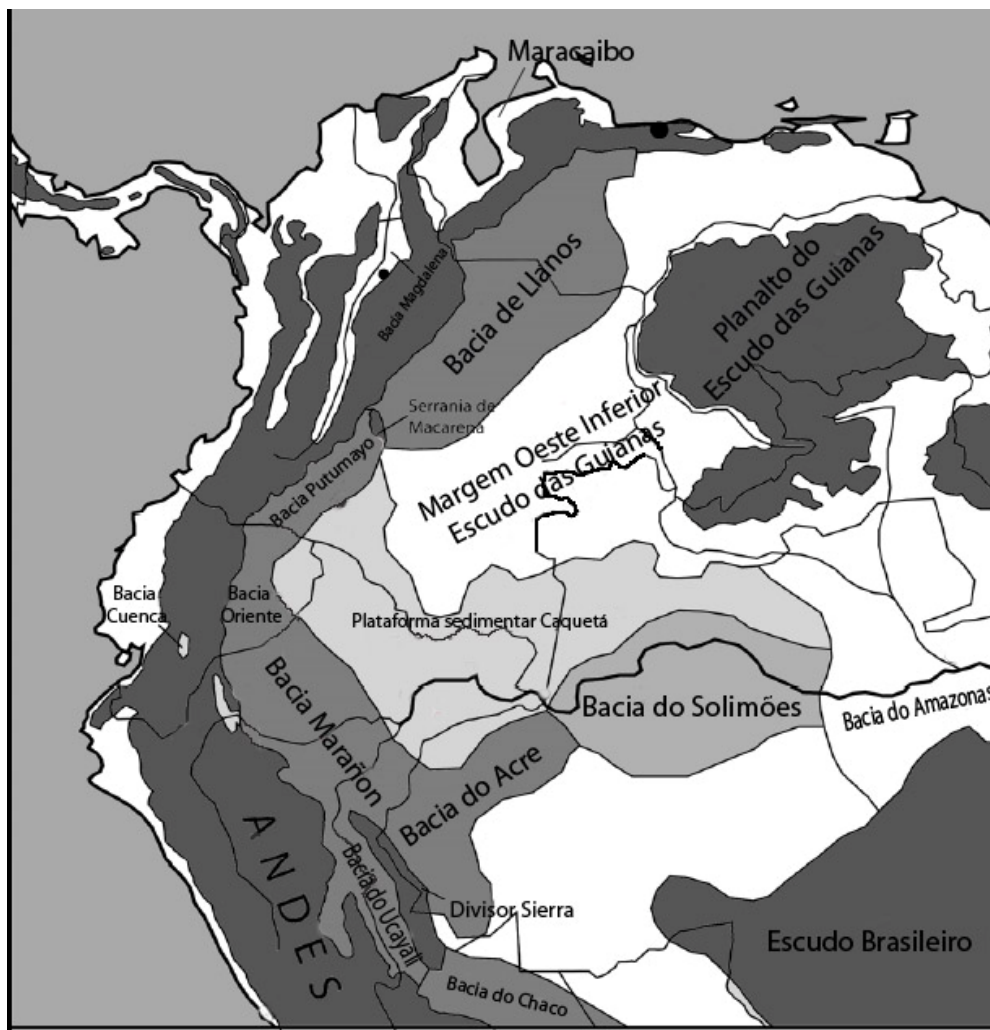 Maracaibo
Bacia Magdalena
Bacia de Llanos
Planalto do
Escudo das Guianas
Serrania de
Macarena
Margem Oeste Inferior
Escudo das Guianas
Bacia Putumayo
Bacia
Cuenca
Bacia
Oriente
Plataforma sedimentar Caquetá
Bacia Marañon
Bacia do Solimões
Bacia do Amazonas
Bacia do Acre
ANDES
Bacia do Ucayali
Divisor Sierra
Escudo Brasileiro
Bacia do Chaco